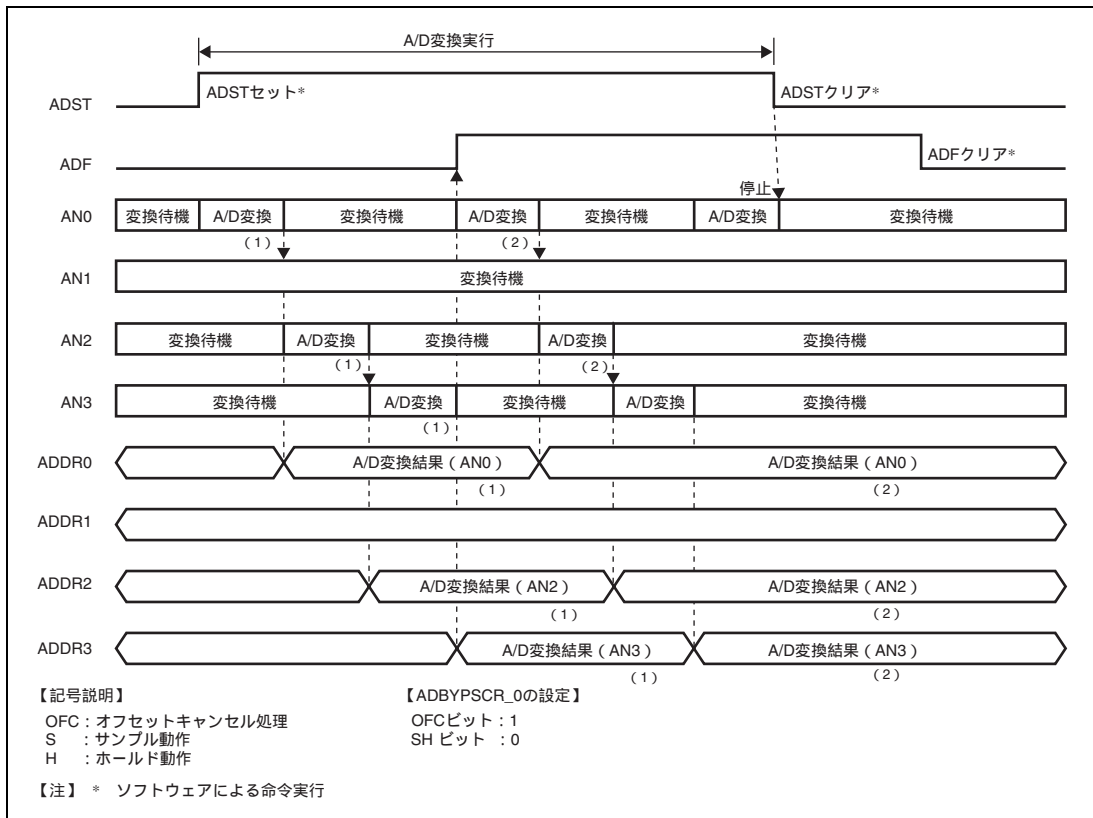 A/D変換実行
ADST ADSTセット* ADSTクリア*
ADF ADFクリア*
停止
AN0 変換待機 A/D変換 変換待機 A/D変換 変換待機 A/D変換 変換待機
(1) (2)
AN1 変換待機
AN2 変換待機 A/D変換 変換待機 A/D変換 変換待機
(1) (2)
AN3 変換待機 A/D変換 変換待機 A/D変換 変換待機
(1)
ADDR0 A/D変換結果(AN0) A/D変換結果(AN0)
(1) (2)
ADDR1
ADDR2 A/D変換結果(AN2) A/D変換結果(AN2)
(1) (2)
ADDR3 A/D変換結果(AN3) A/D変換結果(AN3)
(1) (2)
【記号説明】 【ADBYPSCR_0の設定】
OFC:オフセットキャンセル処理 OFCビット:1
S :サンプル動作 SH ビット :0
H :ホールド動作
【注】 * ソフトウェアによる命令実行